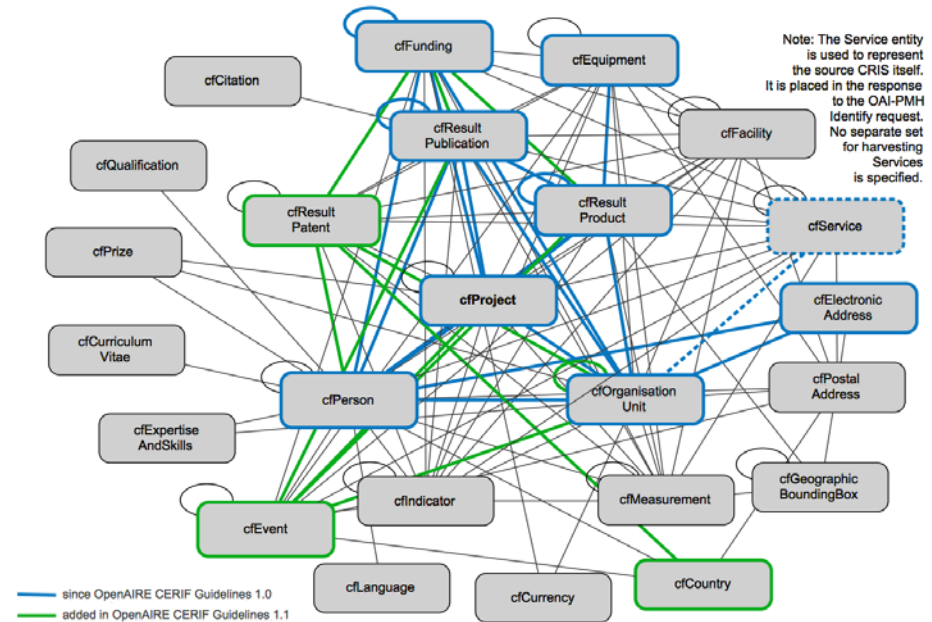 cfFunding
cfEquipment
Note: The Service entity
is used to represent
the source CRIS itself.
It is placed in the response
to the OAI-PMH
Identify request.
No separate set
for harvesting
Services
is specified.
cfCitation
cfResult
Publication
cfFacility
cfQualification
cfResult
Patent
cfResult
Product
cfService
cfPrize
cfProject
cfElectronic
Address
cfCurriculum
Vitae
cfPerson
cfOrganisation
Unit
cfPostal
Address
cfExpertise
AndSkills
cfIndicator
cfMeasurement
cfGeographic
BoundingBox
cfEvent
cfLanguage
cfCurrency
cfCountry
since OpenAIRE CERIF Guidelines 1.0
added in OpenAIRE CERIF Guidelines 1.1